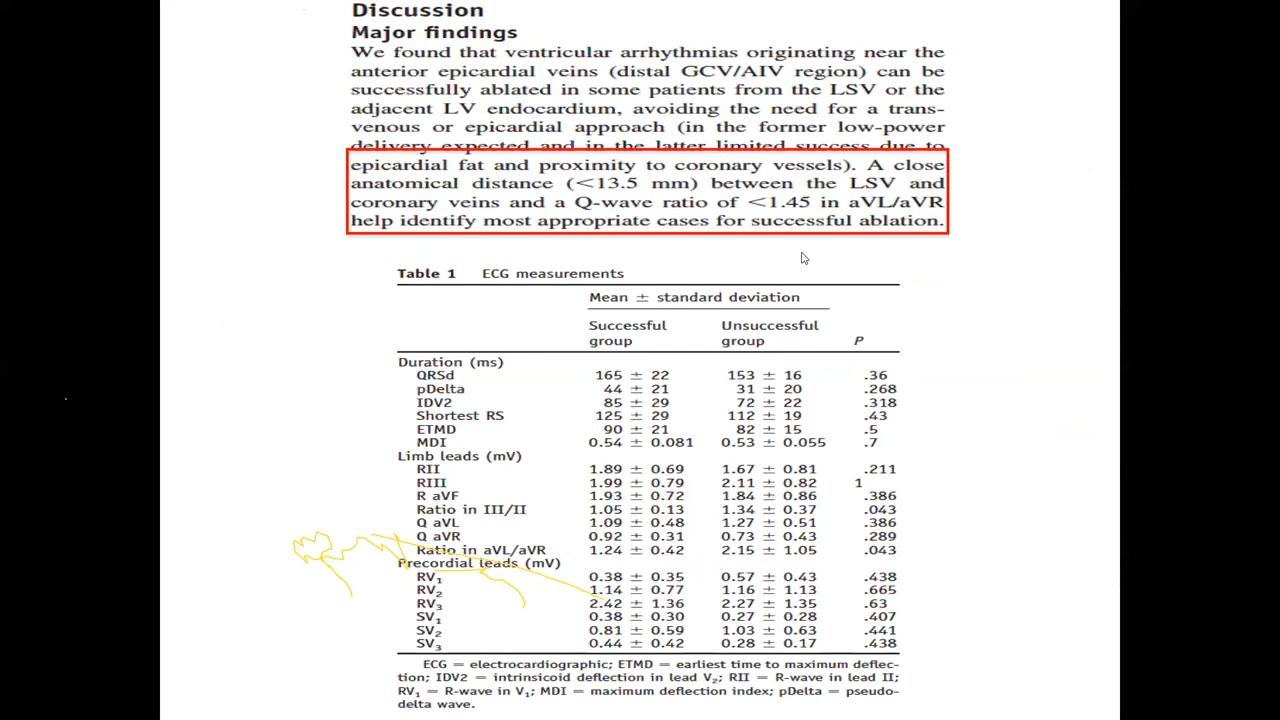 Discussion
Major findings
We found that ventricular arrhythmias originating near the
anterior epicardial veins (distal GCV/AIV region) can be
successfully ablated in some patients from the LSV or the
adjacent LV endocardium, avoiding the need for a trans-
venous or epicardial approach (in the former low-power
delivery expected and in the latter limited success due to
epicardial fat and proximity to coronary vessels). A close
anatomical distance (<13.5 mm) between the LSV and
coronary veins and a Q-wave ratio of <1.45 in aVL/aVR
help identify most appropriate cases for successful ablation.
Table 1 ECG measurements
Mean ± standard deviation
Successful group Unsuccessful group P
Duration (ms)
QRSd 165 ± 22 153 ± 16 .36
pDelta 44 ± 21 31 ± 20 .268
IDV2 85 ± 29 72 ± 22 .318
Shortest RS 125 ± 29 112 ± 19 .43
ETMD 90 ± 21 82 ± 15 .5
MDI 0.54 ± 0.081 0.53 ± 0.055 .7
Limb leads (mV)
RII 1.89 ± 0.69 1.67 ± 0.81 .211
RIII 1.99 ± 0.79 2.11 ± 0.82 1
R aVF 1.93 ± 0.72 1.84 ± 0.86 .386
Ratio in III/II 1.05 ± 0.13 1.34 ± 0.37 .043
Q aVL 1.09 ± 0.48 1.27 ± 0.51 .386
Q aVR 0.92 ± 0.31 0.73 ± 0.43 .289
Ratio in aVL/aVR 1.24 ± 0.42 2.15 ± 1.05 .043
Precordial leads (mV)
RV₁ 0.38 ± 0.35 0.57 ± 0.43 .438
RV₂ 1.14 ± 0.77 1.16 ± 1.13 .665
RV₃ 2.42 ± 1.36 2.27 ± 1.35 .63
SV₁ 0.38 ± 0.30 0.27 ± 0.28 .407
SV₂ 0.81 ± 0.59 1.03 ± 0.63 .441
SV₃ 0.44 ± 0.42 0.28 ± 0.17 .438
ECG = electrocardiographic; ETMD = earliest time to maximum deflec-
tion; IDV2 = intrinsicoid deflection in lead V₂; RII = R-wave in lead II;
RV₁ = R-wave in V₁; MDI = maximum deflection index; pDelta = pseudo-
delta wave.